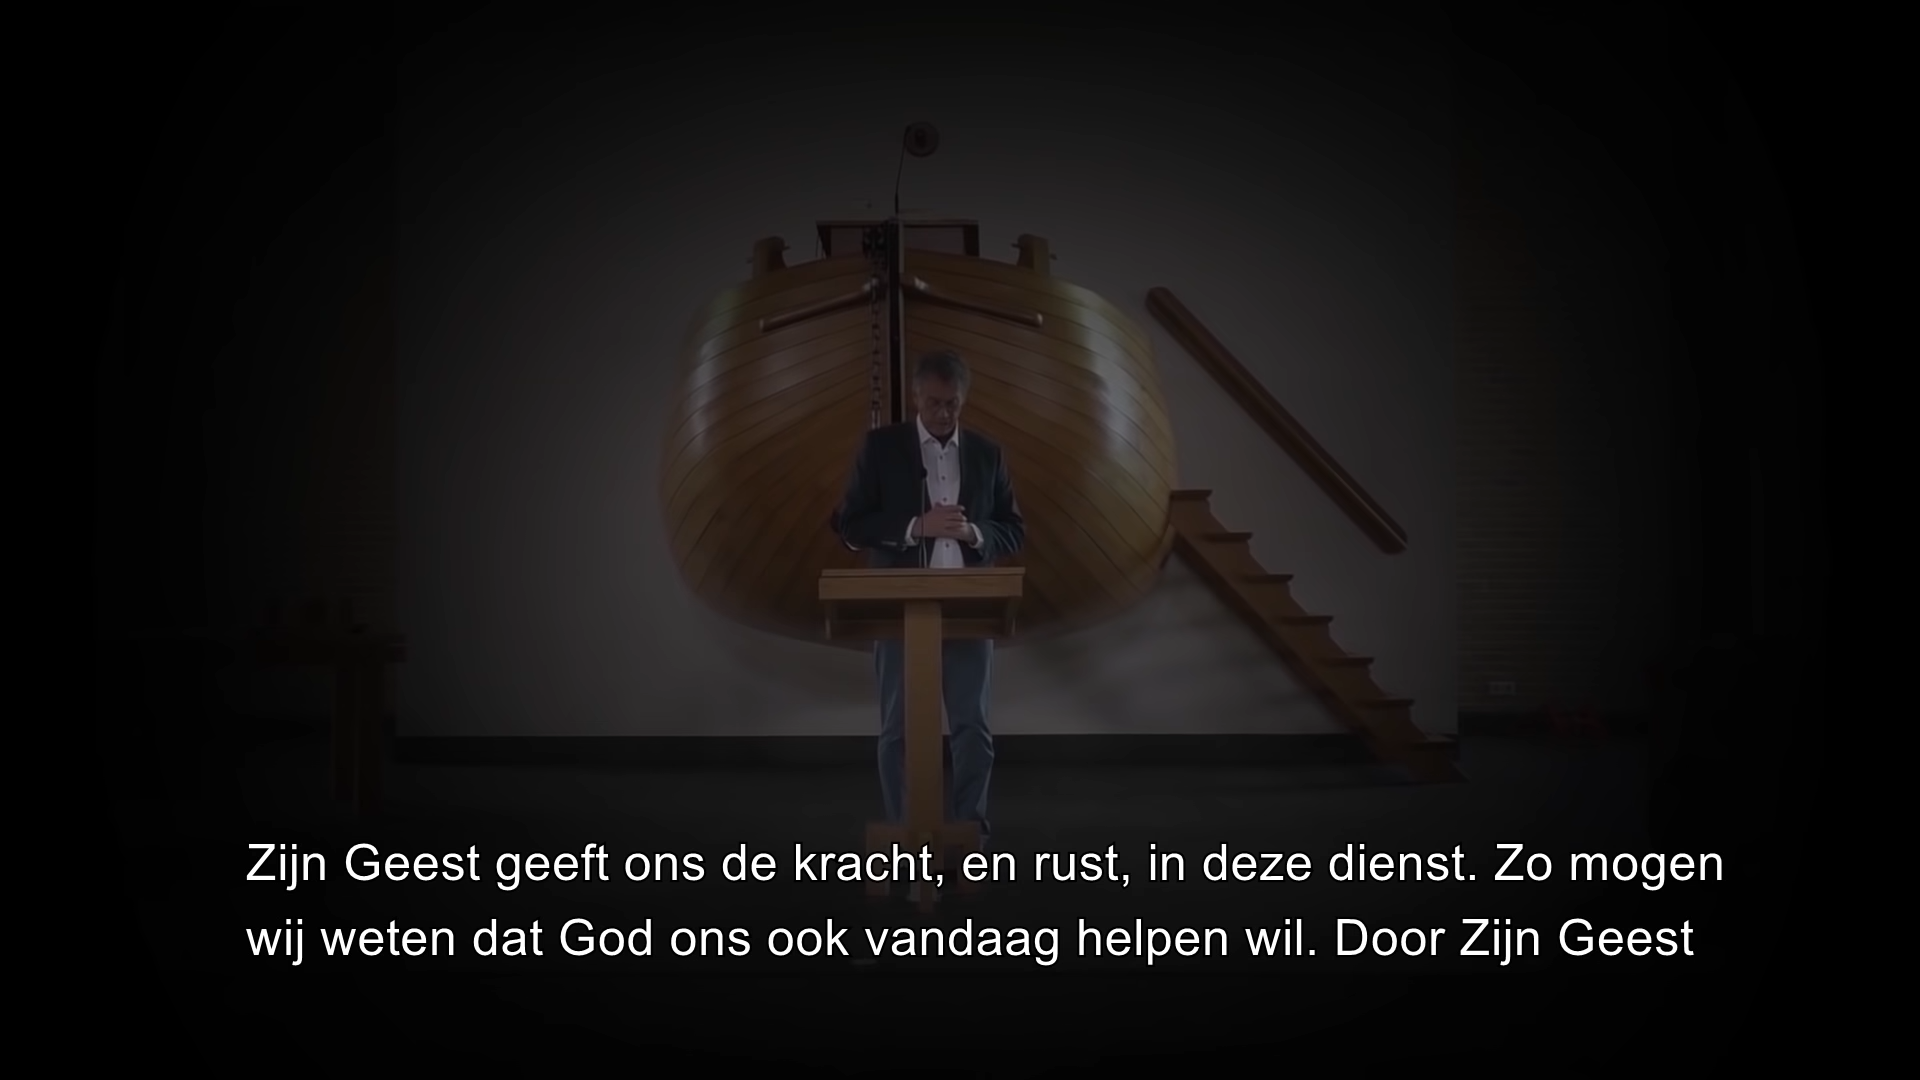 Zijn Geest geeft ons de kracht, en rust, in deze dienst. Zo mogen
wij weten dat God ons ook vandaag helpen wil. Door Zijn Geest